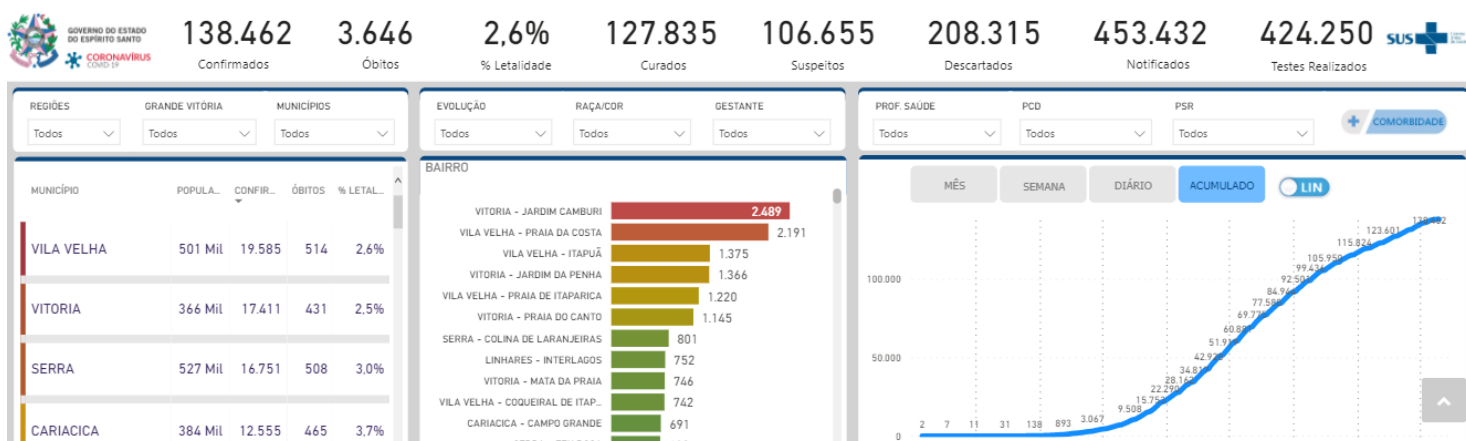 GOVERNO DO ESTADO
DO ESPÍRITO SANTO
CORONAVÍRUS
COVID-19
138.462
Confirmados
3.646
Óbitos
2,6%
% Letalidade
127.835
Curados
106.655
Suspeitos
208.315
Descartados
453.432
Notificados
424.250
Testes Realizados
SUS
REGIÕES
Todos
GRANDE VITÓRIA
Todos
MUNICÍPIOS
Todos
EVOLUÇÃO
Todos
RAÇA/COR
Todos
GESTANTE
Todos
PROF. SAÚDE
Todos
PCD
Todos
PSR
Todos
COMORBIDADE
MUNICÍPIO POPULA... CONFIR... ÓBITOS % LETAL...
VILA VELHA 501 Mil 19.585 514 2,6%
VITORIA 366 Mil 17.411 431 2,5%
SERRA 527 Mil 16.751 508 3,0%
CARIACICA 384 Mil 12.555 465 3,7%
BAIRRO
VITORIA - JARDIM CAMBURI 2.489
VILA VELHA - PRAIA DA COSTA 2.191
VILA VELHA - ITAPUÃ 1.375
VITORIA - JARDIM DA PENHA 1.366
VILA VELHA - PRAIA DE ITAPARICA 1.220
VITORIA - PRAIA DO CANTO 1.145
SERRA - COLINA DE LARANJEIRAS 801
LINHARES - INTERLAGOS 752
VITORIA - MATA DA PRAIA 746
VILA VELHA - COQUEIRAL DE ITAP... 742
CARIACICA - CAMPO GRANDE 691
MÊS
SEMANA
DIÁRIO
ACUMULADO
LIN
100.000
50.000
0
2
7
11
31
138
893
3.067
9.508
22.290
28.162
123.601
138.462